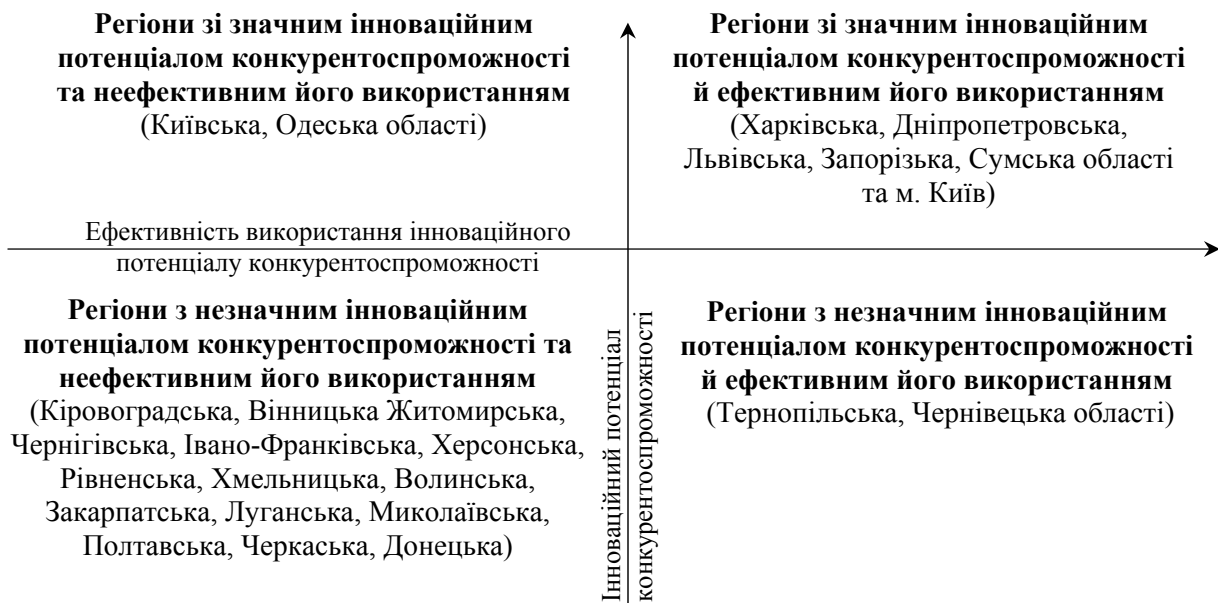 Регіони зі значним інноваційним
потенціалом конкурентоспроможності
та неефективним його використанням
(Київська, Одеська області)
Регіони зі значним інноваційним
потенціалом конкурентоспроможності
й ефективним його використанням
(Харківська, Дніпропетровська,
Львівська, Запорізька, Сумська області
та м. Київ)
Ефективність використання інноваційного
потенціалу конкурентоспроможності
Регіони з незначним інноваційним
потенціалом конкурентоспроможності та
неефективним його використанням
(Кіровоградська, Вінницька Житомирська,
Чернігівська, Івано-Франківська, Херсонська,
Рівненська, Хмельницька, Волинська,
Закарпатська, Луганська, Миколаївська,
Полтавська, Черкаська, Донецька)
Інноваційний потенціал
конкурентоспроможності
Регіони з незначним інноваційним
потенціалом конкурентоспроможності
й ефективним його використанням
(Тернопільська, Чернівецька області)